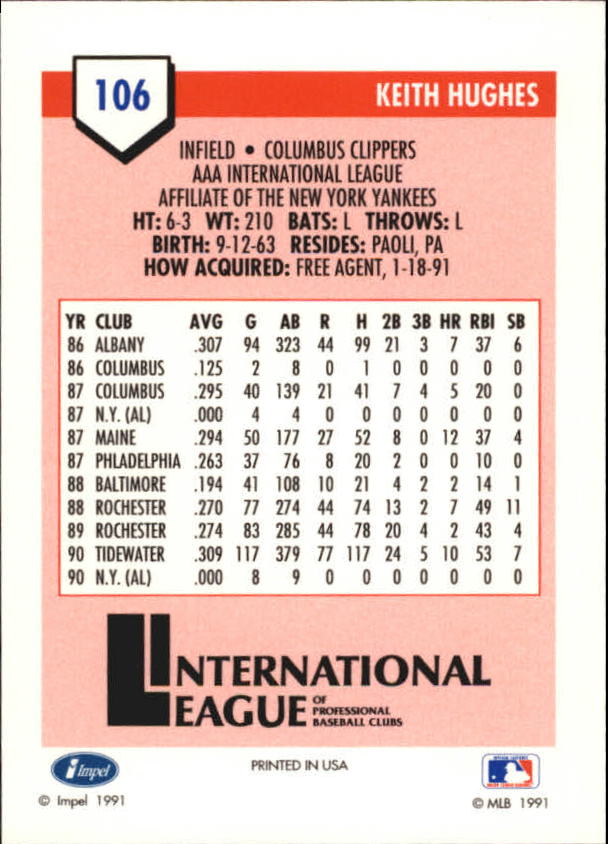 106
KEITH HUGHES
INFIELD • COLUMBUS CLIPPERS
AAA INTERNATIONAL LEAGUE
AFFILIATE OF THE NEW YORK YANKEES
HT: 6-3 WT: 210 BATS: L THROWS: L
BIRTH: 9-12-63 RESIDES: PAOLI, PA
HOW ACQUIRED: FREE AGENT, 1-18-91
YR CLUB AVG G AB R H 2B 3B HR RBI SB
86 ALBANY .307 94 323 44 99 21 3 7 37 6
86 COLUMBUS .125 2 8 0 1 0 0 0 0 0
87 COLUMBUS .295 40 139 21 41 7 4 5 20 0
87 N.Y. (AL) .000 4 4 0 0 0 0 0 0 0
87 MAINE .294 50 177 27 52 8 0 12 37 4
87 PHILADELPHIA .263 37 76 8 20 2 0 0 10 0
88 BALTIMORE .194 41 108 10 21 4 2 2 14 1
88 ROCHESTER .270 77 274 44 74 13 2 7 49 11
89 ROCHESTER .274 83 285 44 78 20 4 2 43 4
90 TIDEWATER .309 117 379 77 117 24 5 10 53 7
90 N.Y. (AL) .000 8 9 0 0 0 0 0 0 0
INTERNATIONAL
LEAGUE OF
PROFESSIONAL
BASEBALL CLUBS
Impel
PRINTED IN USA
© Impel 1991
© MLB 1991